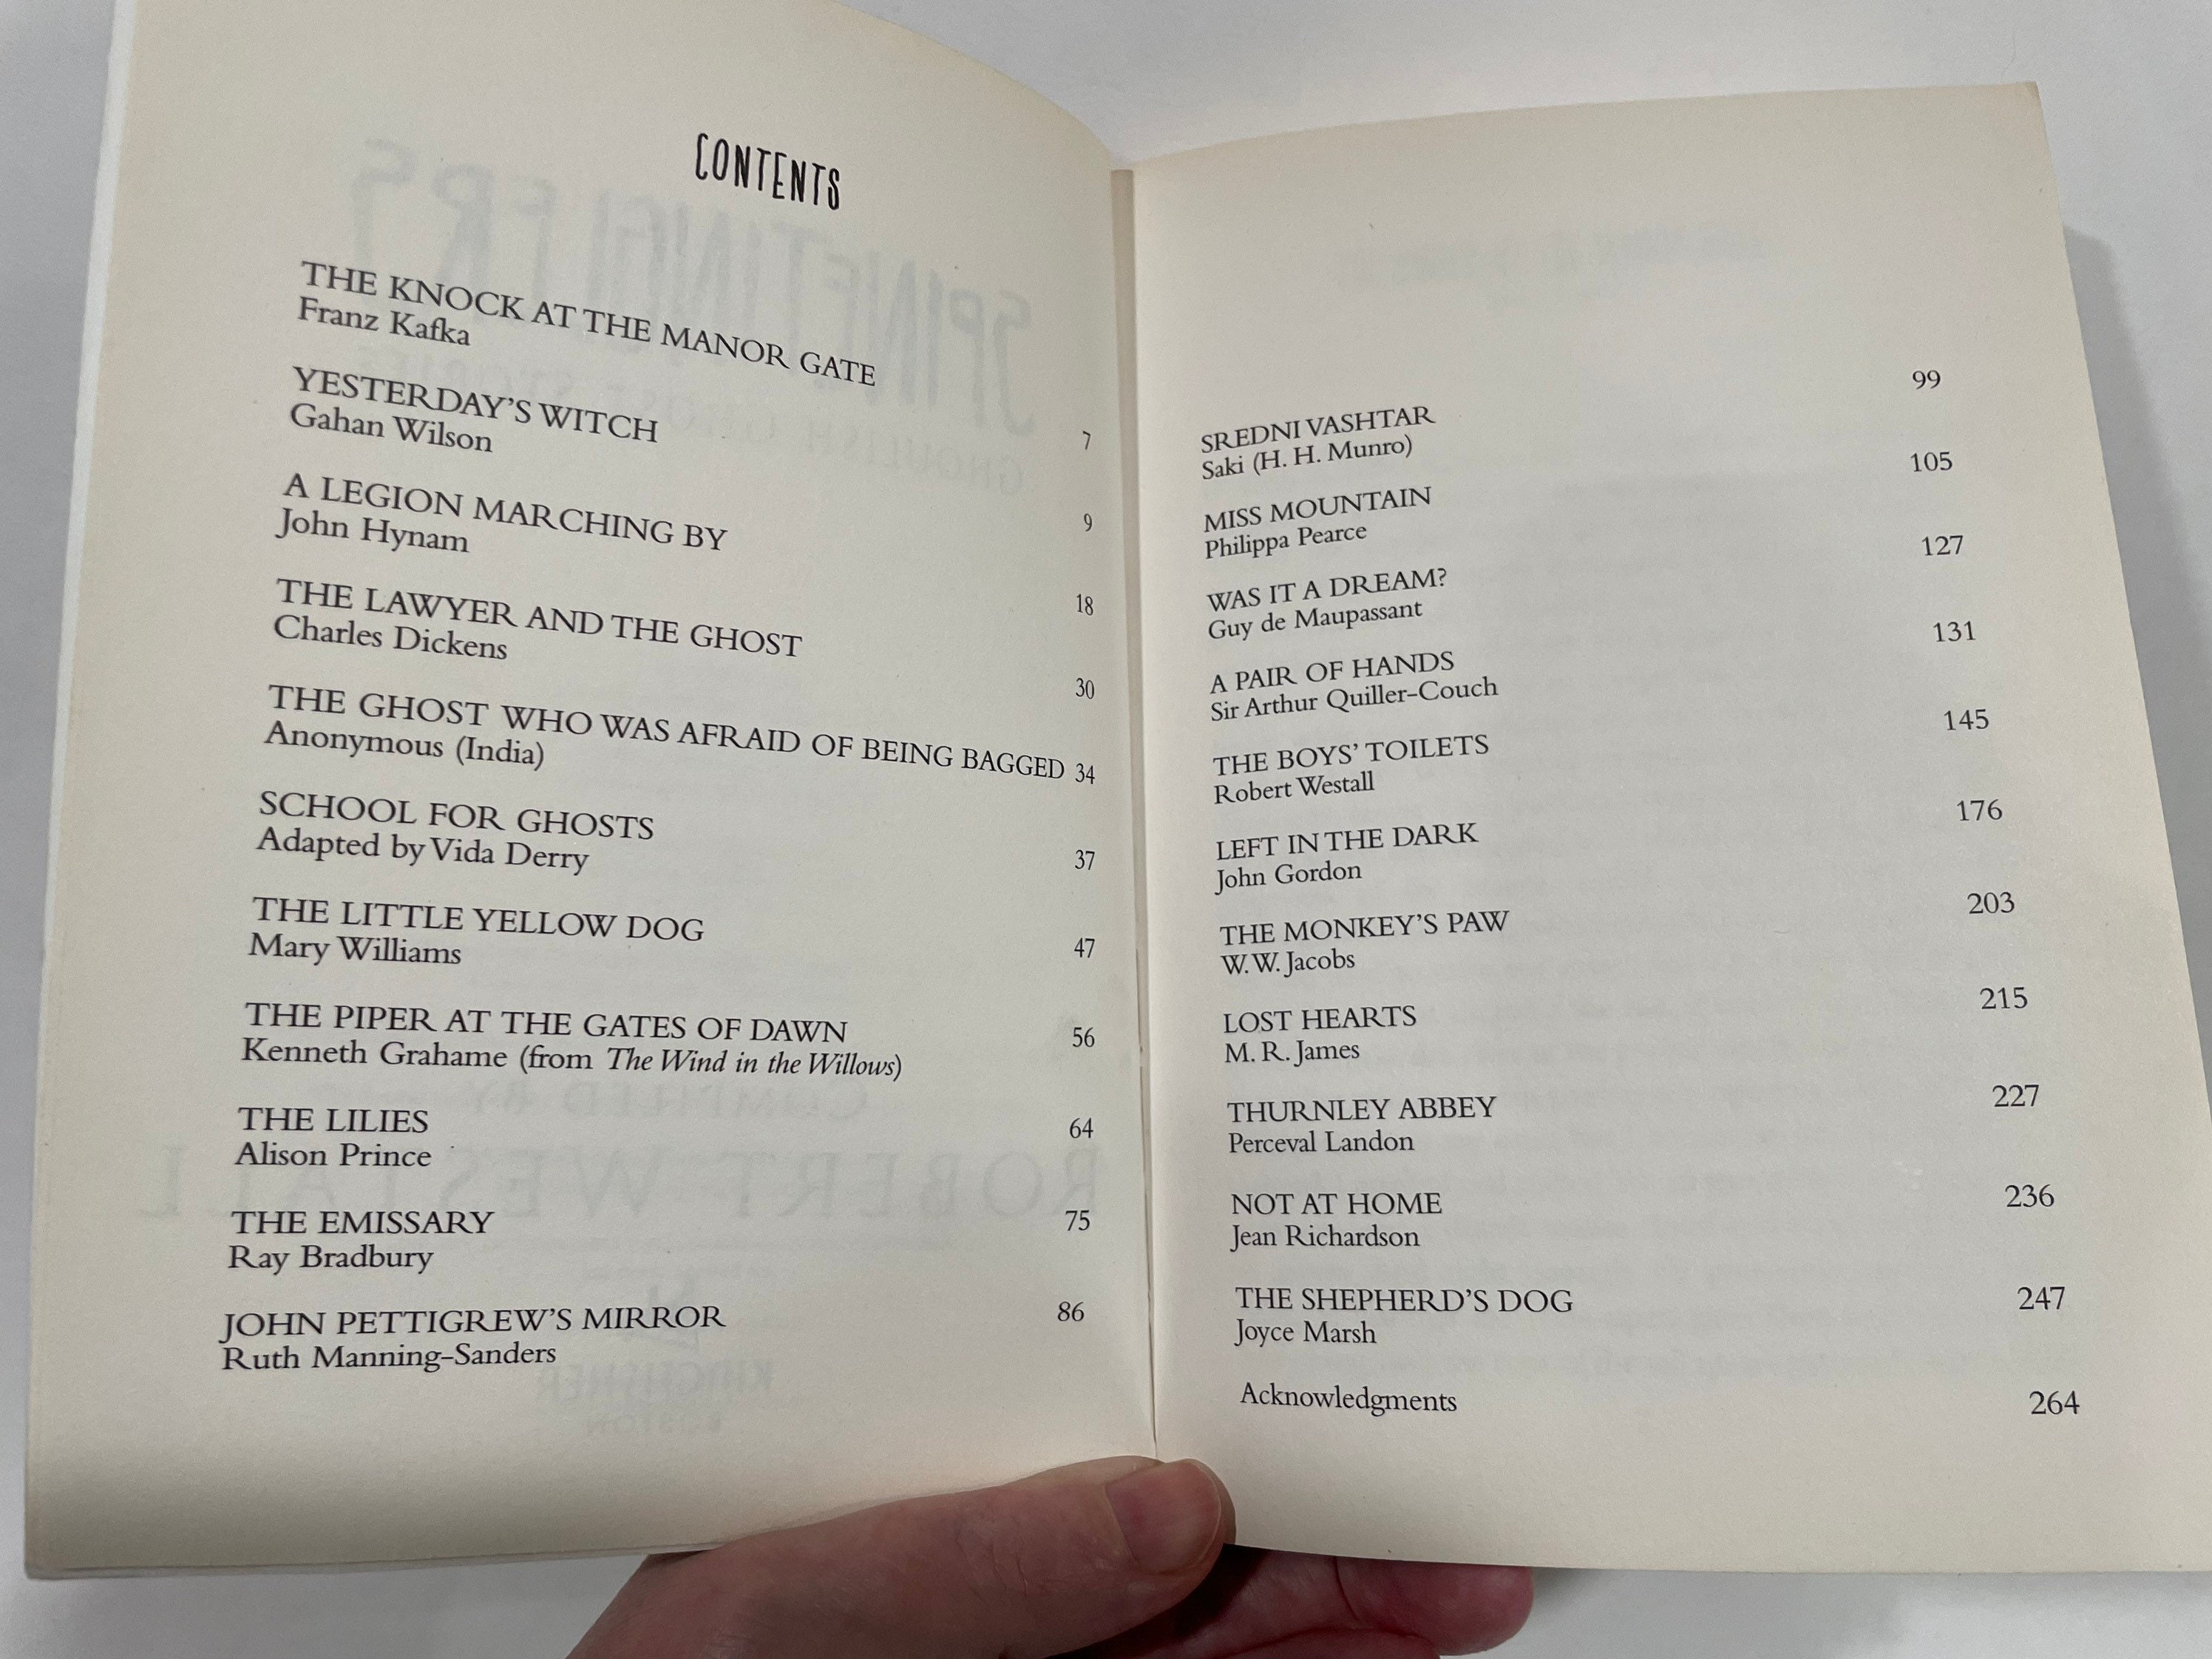 CONTENTS
THE KNOCK AT THE MANOR GATE 7
Franz Kafka
YESTERDAY'S WITCH 9
Gahan Wilson
A LEGION MARCHING BY 18
John Hynam
THE LAWYER AND THE GHOST 30
Charles Dickens
THE GHOST WHO WAS AFRAID OF BEING BAGGED 34
Anonymous (India)
SCHOOL FOR GHOSTS 37
Adapted by Vida Derry
THE LITTLE YELLOW DOG 47
Mary Williams
THE PIPER AT THE GATES OF DAWN 56
Kenneth Grahame (from The Wind in the Willows)
THE LILIES 64
Alison Prince
THE EMISSARY 75
Ray Bradbury
JOHN PETTIGREW'S MIRROR 86
Ruth Manning-Sanders
SREDNI VASHTAR 99
Saki (H. H. Munro)
MISS MOUNTAIN 105
Philippa Pearce
WAS IT A DREAM? 127
Guy de Maupassant
A PAIR OF HANDS 131
Sir Arthur Quiller-Couch
THE BOYS' TOILETS 145
Robert Westall
LEFT IN THE DARK 176
John Gordon
THE MONKEY'S PAW 203
W. W. Jacobs
LOST HEARTS 215
M. R. James
THURNLEY ABBEY 227
Perceval Landon
NOT AT HOME 236
Jean Richardson
THE SHEPHERD'S DOG 247
Joyce Marsh
Acknowledgments 264